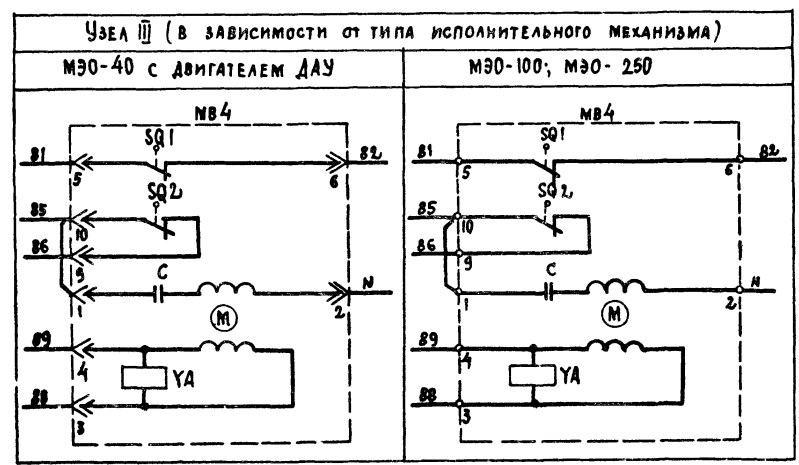 Узел III (в зависимости от типа исполнительного механизма)
МЭО-40 с двигателем ДАУ
МЭО-100; МЭО-250
МВ4
SQ1
81
5
6
82
SQ2
85
10
86
9
C
N
1
2
М
89
4
YA
88
3
МВ4
SQ1
81
5
6
82
SQ2
85
10
86
9
C
N
1
2
М
89
4
YA
88
3